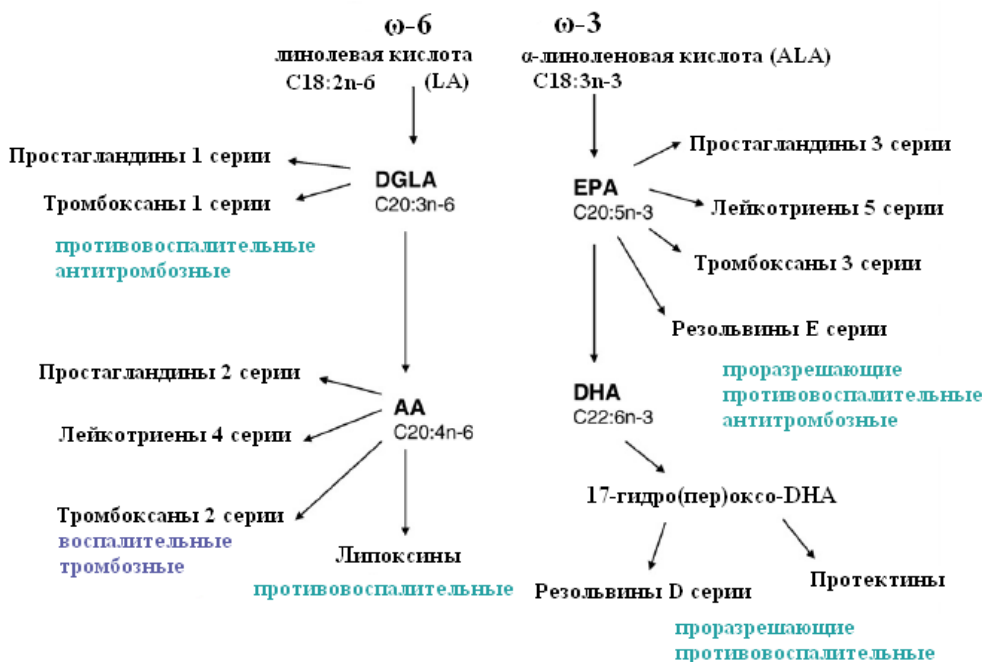 ω-6
линолевая кислота
C18:2n-6 (LA)
ω-3
α-линоленовая кислота (ALA)
C18:3n-3
Простагландины 1 серии
Тромбоксаны 1 серии
противовоспалительные
антитромбозные
DGLA
C20:3n-6
EPA
C20:5n-3
Простагландины 3 серии
Лейкотриены 5 серии
Тромбоксаны 3 серии
Резольвины E серии
проразрешающие
противовоспалительные
антитромбозные
Простагландины 2 серии
Лейкотриены 4 серии
Тромбоксаны 2 серии
воспалительные
тромбозные
AA
C20:4n-6
Липоксины
противовоспалительные
DHA
C22:6n-3
17-гидро(пер)оксо-DHA
Резольвины D серии
Протектины
проразрешающие
противовоспалительные